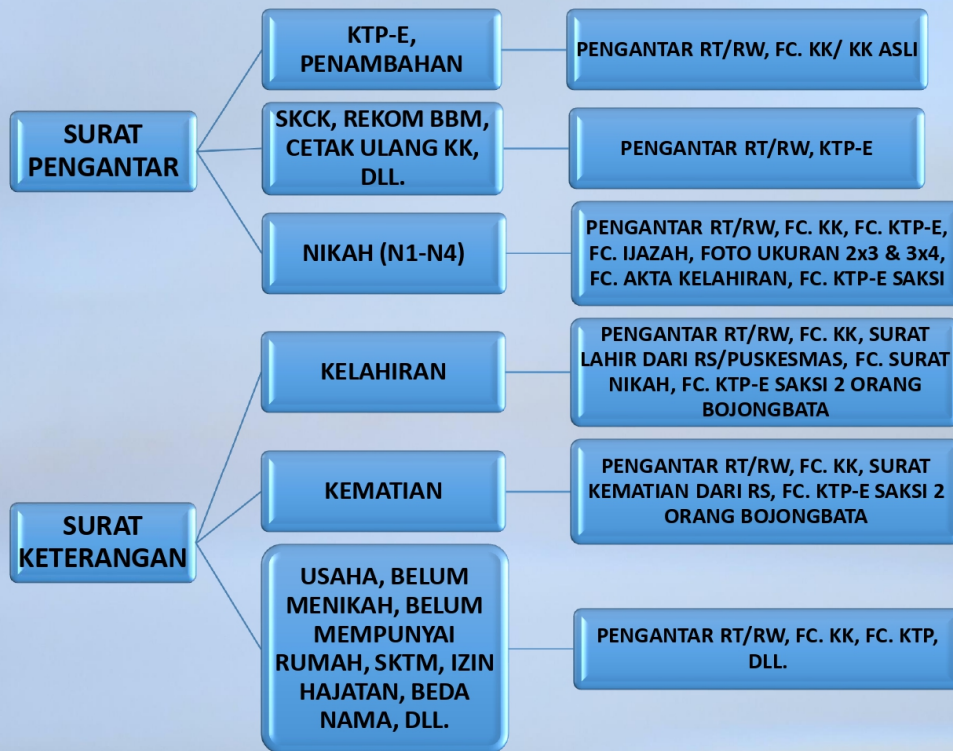 SURAT
PENGANTAR
KTP-E,
PENAMBAHAN
PENGANTAR RT/RW, FC. KK/ KK ASLI
SKCK, REKOM BBM,
CETAK ULANG KK,
DLL.
PENGANTAR RT/RW, KTP-E
NIKAH (N1-N4)
PENGANTAR RT/RW, FC. KK, FC. KTP-E,
FC. IJAZAH, FOTO UKURAN 2x3 & 3x4,
FC. AKTA KELAHIRAN, FC. KTP-E SAKSI
SURAT
KETERANGAN
KELAHIRAN
PENGANTAR RT/RW, FC. KK, SURAT
LAHIR DARI RS/PUSKESMAS, FC. SURAT
NIKAH, FC. KTP-E SAKSI 2 ORANG
BOJONGBATA
KEMATIAN
PENGANTAR RT/RW, FC. KK, SURAT
KEMATIAN DARI RS, FC. KTP-E SAKSI 2
ORANG BOJONGBATA
USAHA, BELUM
MENIKAH, BELUM
MEMPUNYAI
RUMAH, SKTM, IZIN
HAJATAN, BEDA
NAMA, DLL.
PENGANTAR RT/RW, FC. KK, FC. KTP,
DLL.